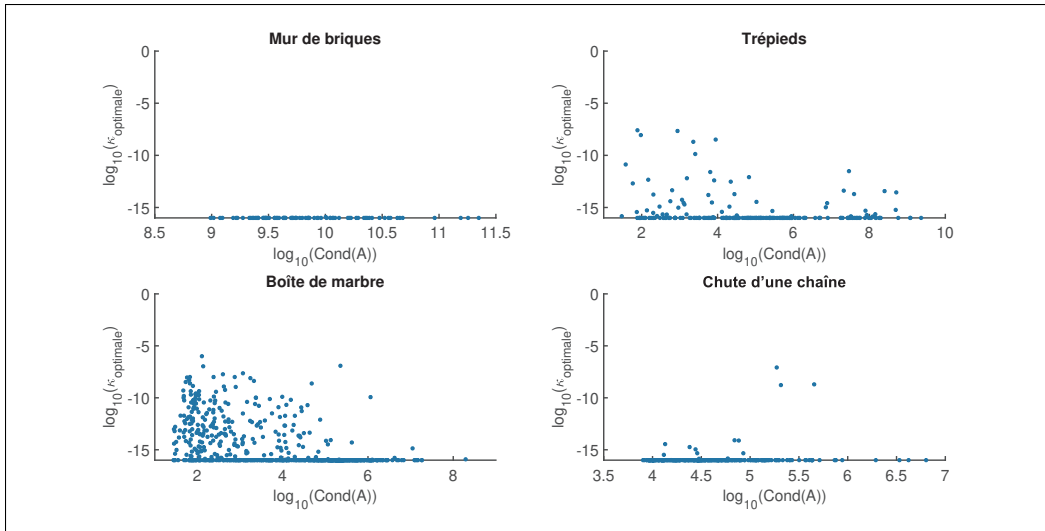 Mur de briques
0
-5
-10
-15
log10(κoptimale)
8.5 9 9.5 10 10.5 11 11.5
log10(Cond(A))
Trépieds
0
-5
-10
-15
log10(κoptimale)
2 4 6 8 10
log10(Cond(A))
Boîte de marbre
0
-5
-10
-15
log10(κoptimale)
2 4 6 8
log10(Cond(A))
Chute d'une chaîne
0
-5
-10
-15
log10(κoptimale)
3.5 4 4.5 5 5.5 6 6.5 7
log10(Cond(A))